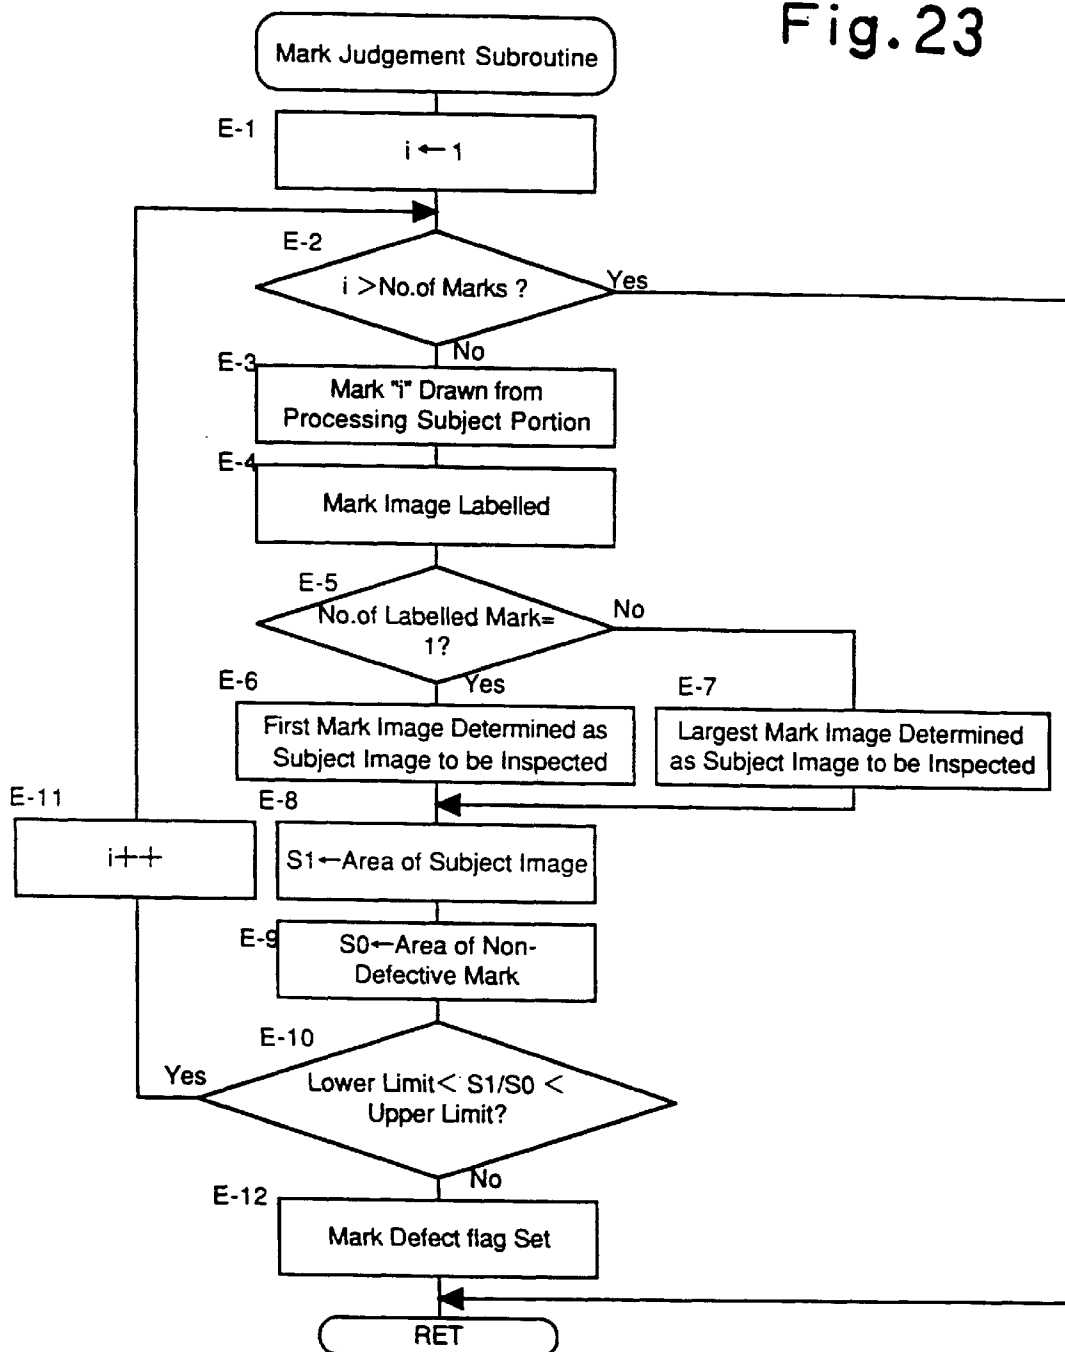 Fig.23
Mark Judgement Subroutine
E-1
i ← 1
E-2
i >No.of Marks ?
Yes
No
E-3
Mark "i" Drawn from
Processing Subject Portion
E-4
Mark Image Labelled
E-5
No.of Labelled Mark=
1?
No
Yes
E-6
First Mark Image Determined as
Subject Image to be Inspected
E-7
Largest Mark Image Determined
as Subject Image to be Inspected
E-11
i++
E-8
S1←Area of Subject Image
E-9
S0←Area of Non-
Defective Mark
E-10
Yes
Lower Limit< S1/S0 <
Upper Limit?
No
E-12
Mark Defect flag Set
RET